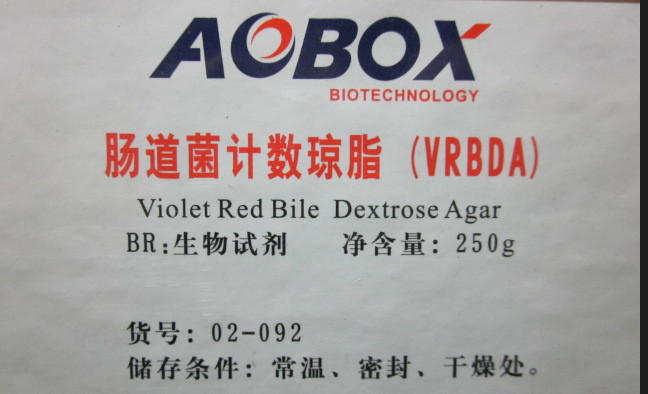 AOBOX
BIOTECHNOLOGY
肠道菌计数琼脂（VRBDA）
Violet Red Bile Dextrose Agar
BR:生物试剂 净含量: 250g
货号: 02-092
储存条件: 常温、密封、干燥处。